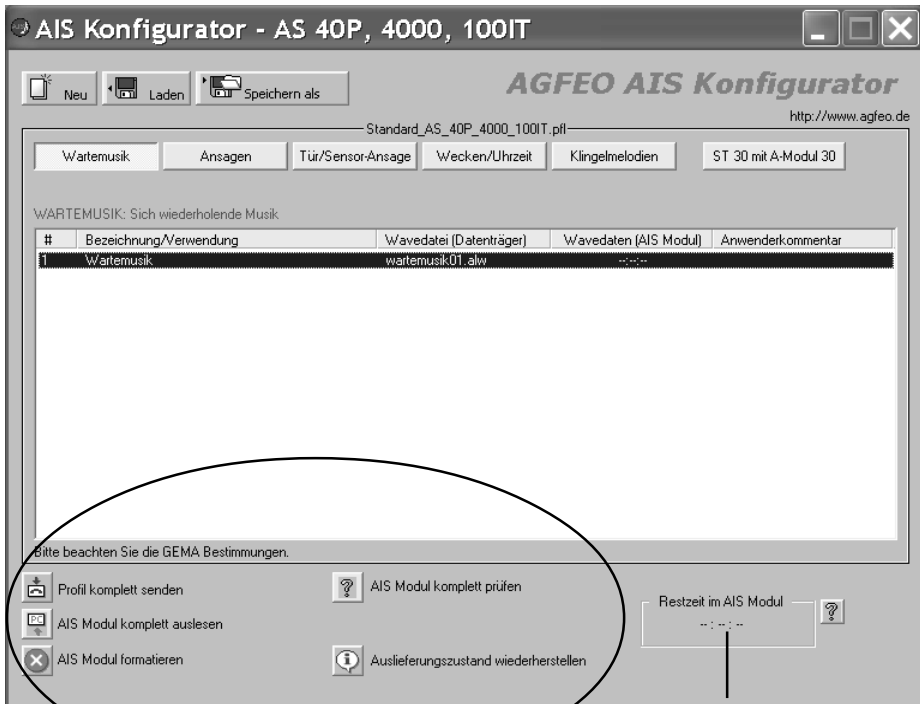 AIS Konfigurator - AS 40P, 4000, 100IT
Neu Laden Speichern als
AGFEO AIS Konfigurator
http://www.agfeo.de
Standard_AS_40P_4000_100IT.pfl
Wartemusik Ansagen Tür/Sensor-Ansage Wecken/Uhrzeit Klingelmelodien ST 30 mit A-Modul 30
WARTEMUSIK: Sich wiederholende Musik
# Bezeichnung/Verwendung Wavedatei (Datenträger) Wavedaten (AIS Modul) Anwenderkommentar
1 Wartemusik wartemusik01.alw --:--:--
Bitte beachten Sie die GEMA Bestimmungen.
Profil komplett senden
? AIS Modul komplett prüfen
Restzeit im AIS Modul
-- : -- : --
?
PC AIS Modul komplett auslesen
AIS Modul formatieren
i Auslieferungszustand wiederherstellen